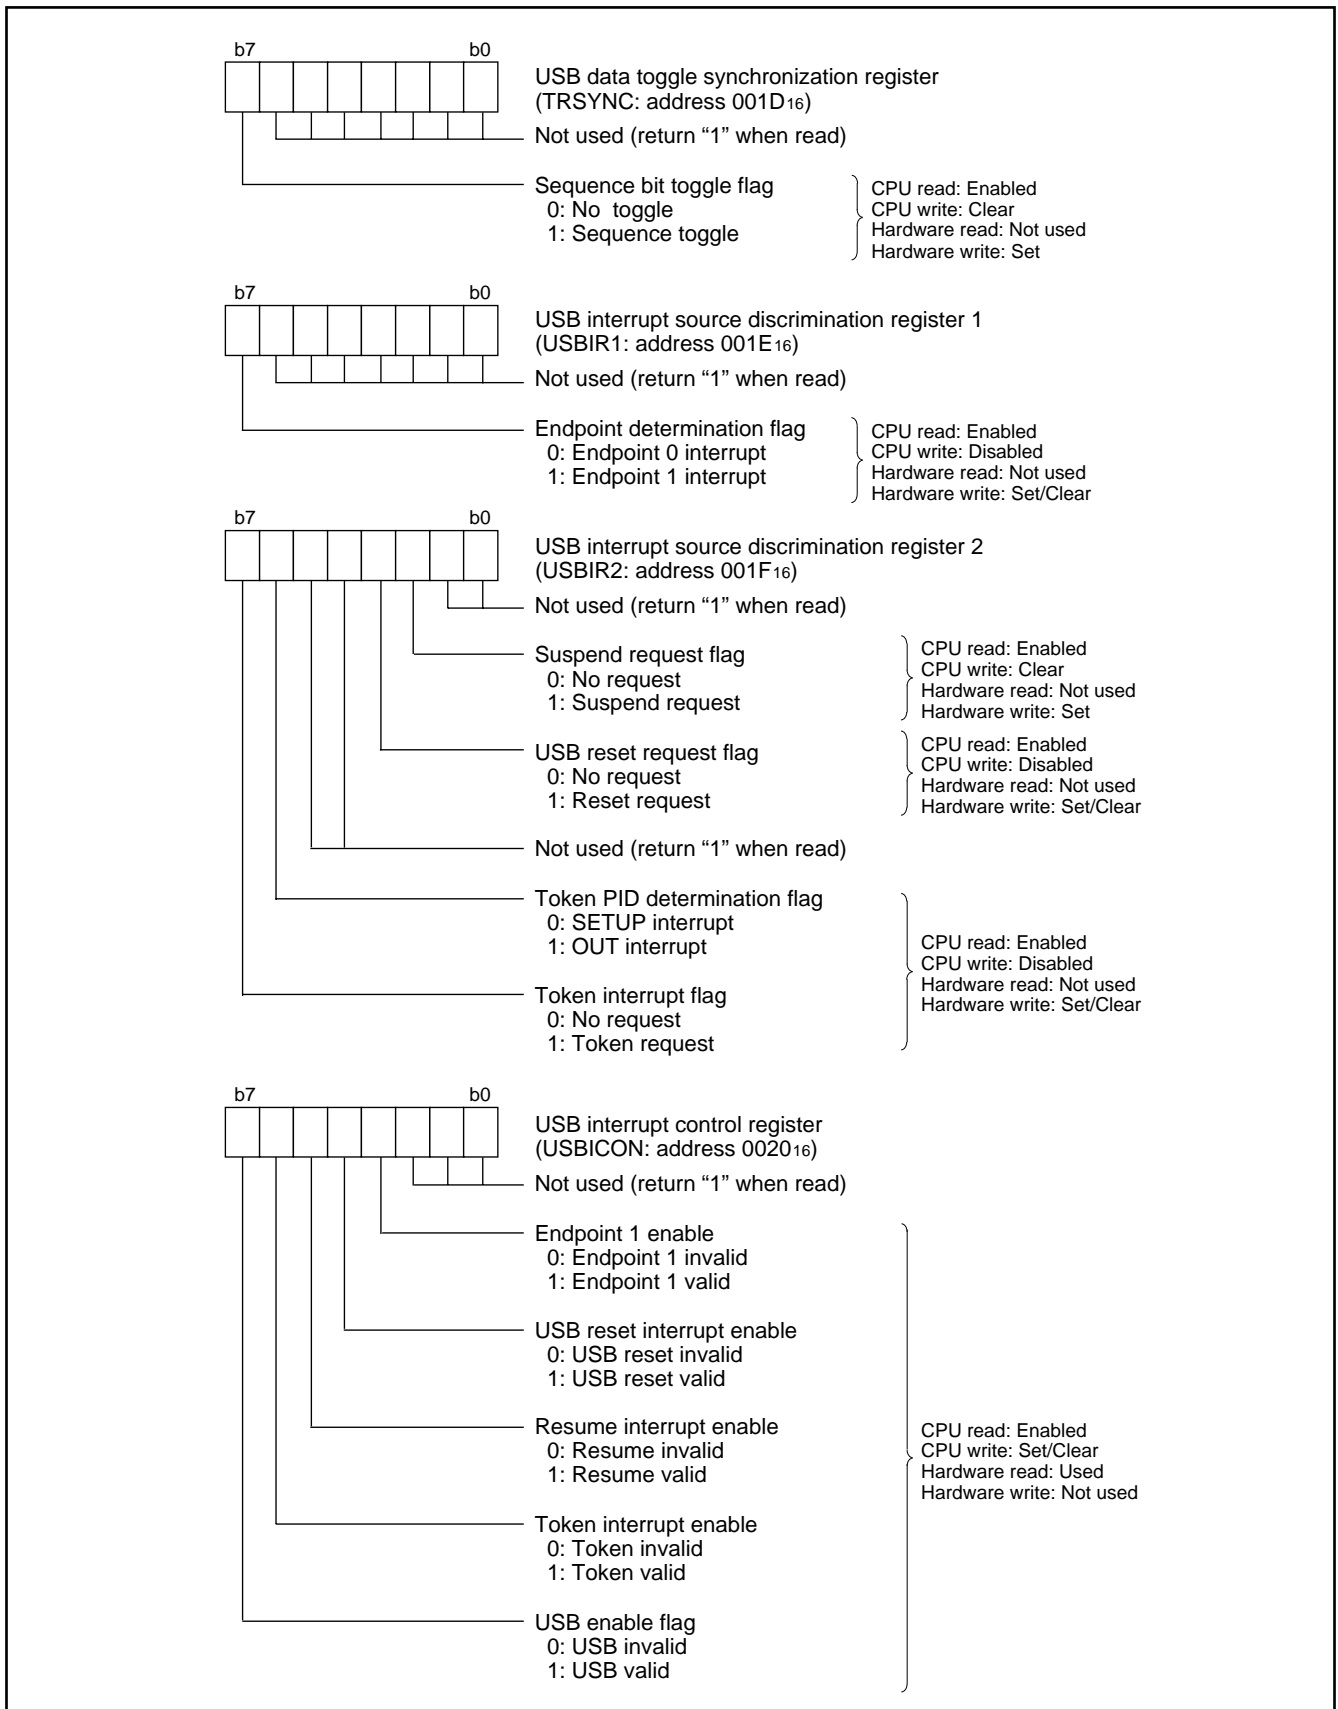 b7 b0
USB data toggle synchronization register
(TRSYNC: address 001D16)
Not used (return “1” when read)
Sequence bit toggle flag
0: No toggle
1: Sequence toggle
CPU read: Enabled
CPU write: Clear
Hardware read: Not used
Hardware write: Set
b7 b0
USB interrupt source discrimination register 1
(USBIR1: address 001E16)
Not used (return “1” when read)
Endpoint determination flag
0: Endpoint 0 interrupt
1: Endpoint 1 interrupt
CPU read: Enabled
CPU write: Disabled
Hardware read: Not used
Hardware write: Set/Clear
b7 b0
USB interrupt source discrimination register 2
(USBIR2: address 001F16)
Not used (return “1” when read)
Suspend request flag
0: No request
1: Suspend request
CPU read: Enabled
CPU write: Clear
Hardware read: Not used
Hardware write: Set
USB reset request flag
0: No request
1: Reset request
CPU read: Enabled
CPU write: Disabled
Hardware read: Not used
Hardware write: Set/Clear
Not used (return “1” when read)
Token PID determination flag
0: SETUP interrupt
1: OUT interrupt
Token interrupt flag
0: No request
1: Token request
CPU read: Enabled
CPU write: Disabled
Hardware read: Not used
Hardware write: Set/Clear
b7 b0
USB interrupt control register
(USBICON: address 002016)
Not used (return “1” when read)
Endpoint 1 enable
0: Endpoint 1 invalid
1: Endpoint 1 valid
USB reset interrupt enable
0: USB reset invalid
1: USB reset valid
Resume interrupt enable
0: Resume invalid
1: Resume valid
Token interrupt enable
0: Token invalid
1: Token valid
USB enable flag
0: USB invalid
1: USB valid
CPU read: Enabled
CPU write: Set/Clear
Hardware read: Used
Hardware write: Not used